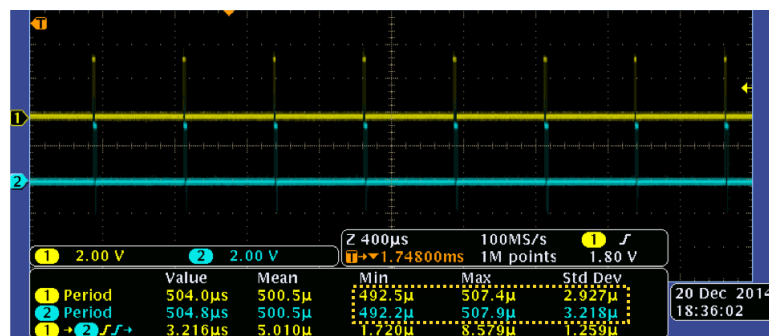 T
1
2
1 2.00 V 2 2.00 V
Z 400µs 100MS/s 1 ʃ
T→▼1.74800ms 1M points 1.80 V
Value Mean Min Max Std Dev
1 Period 504.0µs 500.5µ 492.5µ 507.4µ 2.927µ
2 Period 504.8µs 500.5µ 492.2µ 507.9µ 3.218µ
1→2 ʃʃ→ 3.216µs 5.010µ 1.720µ 8.579µ 1.259µ
20 Dec 2014
18:36:02